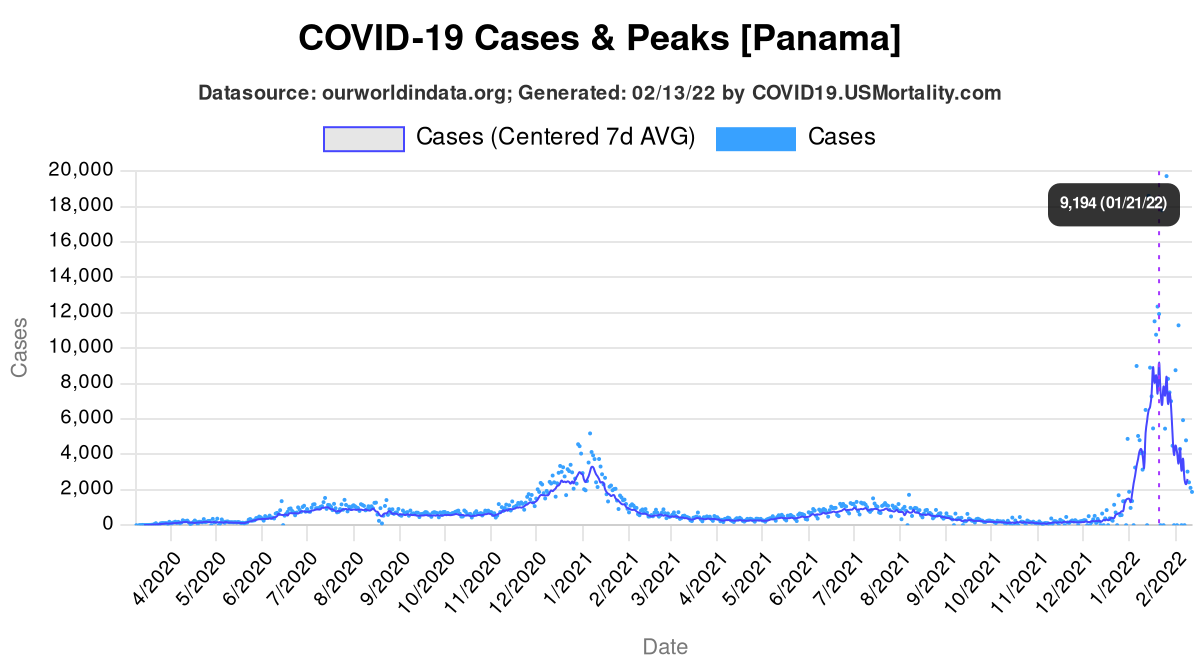 COVID-19 Cases & Peaks [Panama]
Datasource: ourworldindata.org; Generated: 02/13/22 by COVID19.USMortality.com
Cases (Centered 7d AVG) Cases
20,000
18,000
16,000
14,000
12,000
10,000
8,000
6,000
4,000
2,000
0
Cases
9,194 (01/21/22)
4/2020 5/2020 6/2020 7/2020 8/2020 9/2020 10/2020 11/2020 12/2020 1/2021 2/2021 3/2021 4/2021 5/2021 6/2021 7/2021 8/2021 9/2021 10/2021 11/2021 12/2021 1/2022 2/2022
Date